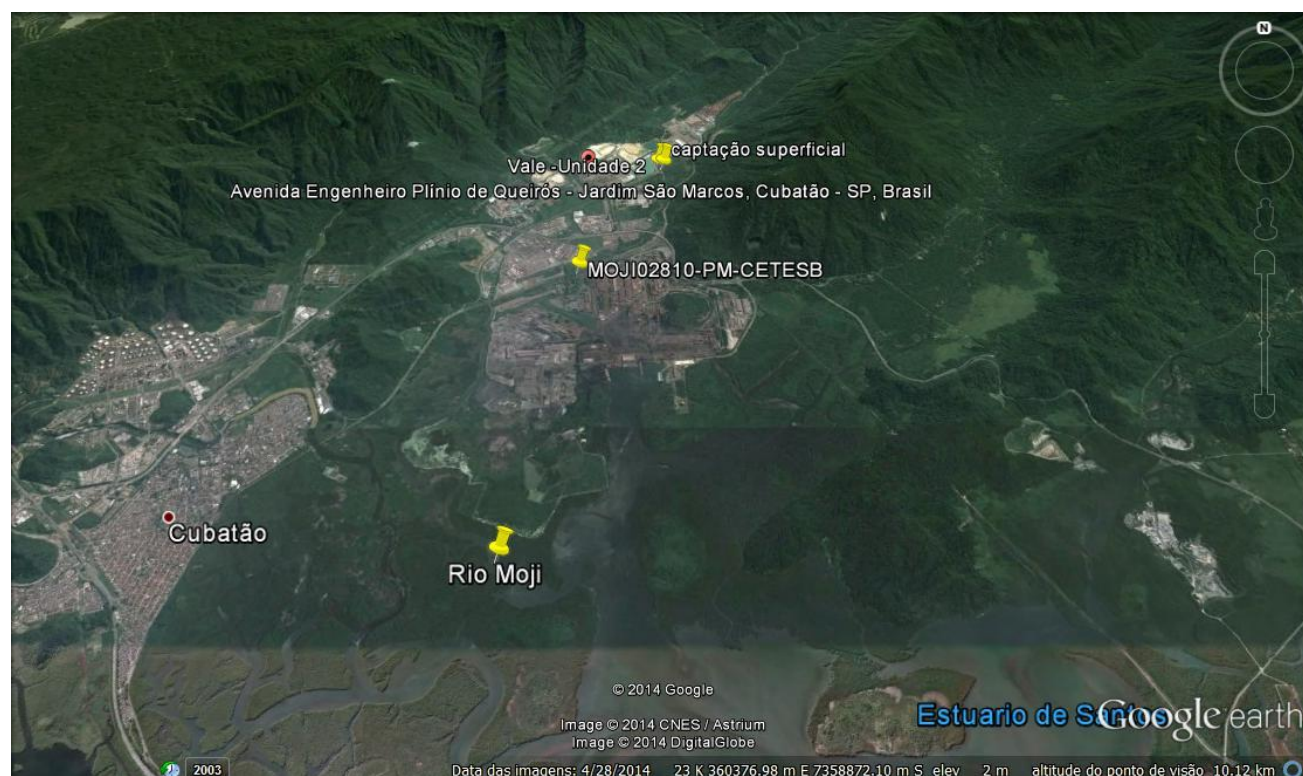 N
captação superficial
Vale -Unidade 2
Avenida Engenheiro Plínio de Queirós - Jardim São Marcos, Cubatão - SP, Brasil
MOJI02810-PM-CETESB
Cubatão
Rio Moji
© 2014 Google
Image © 2014 CNES / Astrium
Image © 2014 DigitalGlobe
Estuario de Santos
Google earth
2003
Data das imagens: 4/28/2014 23 K 360376.98 m E 7358872.10 m S elev 2 m altitude do ponto de visão 10.12 km